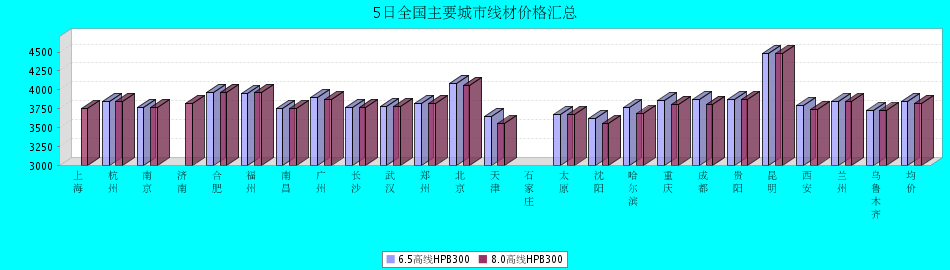 5日全国主要城市线材价格汇总
4500
4250
4000
3750
3500
3250
3000
上海
杭州
南京
济南
合肥
福州
南昌
广州
长沙
武汉
郑州
北京
天津
石家庄
太原
沈阳
哈尔滨
重庆
成都
贵阳
昆明
西安
兰州
乌鲁木齐
均价
6.5高线HPB300
8.0高线HPB300